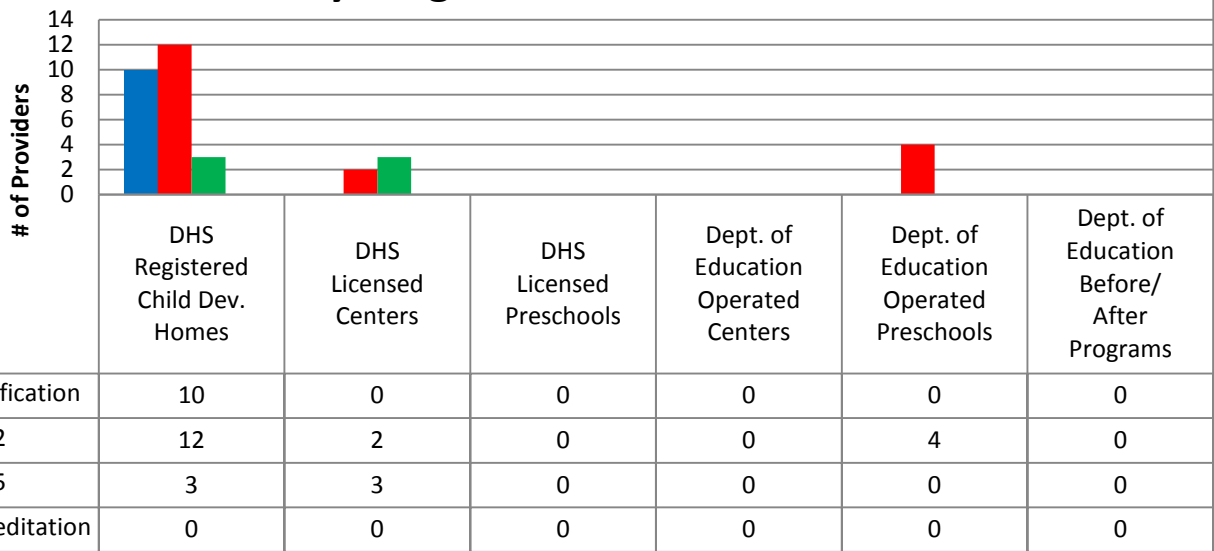 14
12
10
8
6
4
2
0
# of Providers
DHS
Registered
Child Dev.
Homes
DHS
Licensed
Centers
DHS
Licensed
Preschools
Dept. of
Education
Operated
Centers
Dept. of
Education
Operated
Preschools
Dept. of
Education
Before/
After
Programs
fication 10 0 0 0 0 0
2 12 2 0 0 4 0
5 3 3 0 0 0 0
editation 0 0 0 0 0 0